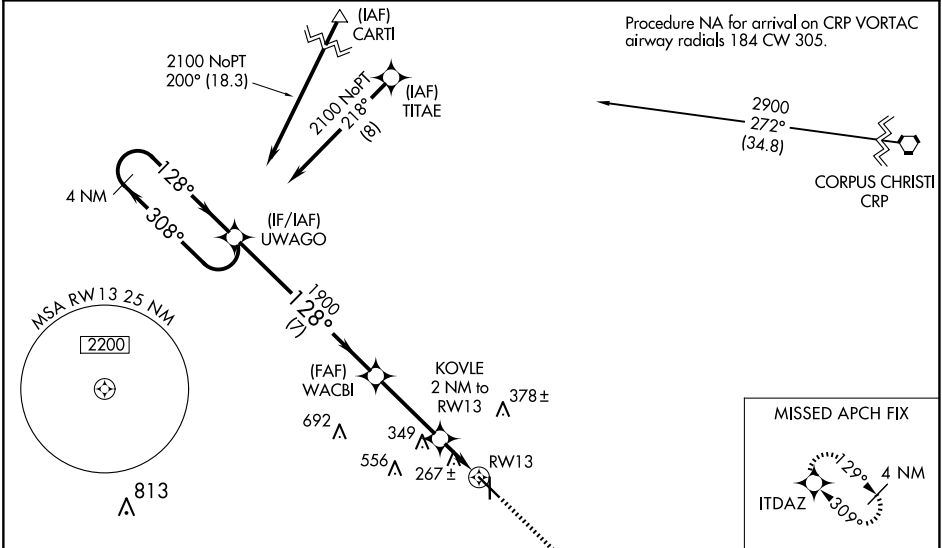 (IAF)
CARTI
Procedure NA for arrival on CRP VORTAC
airway radials 184 CW 305.
2100 NoPT
200° (18.3)
(IAF)
TITAE
2100 NoPT
218°
(8)
2900
272°
(34.8)
CORPUS CHRISTI
CRP
128°
4 NM
308°
(IF/IAF)
UWAGO
MSA RW13 25 NM
2200
1900
128°
(7)
(FAF)
WACBI
KOVLE
2 NM to
RW13
378±
692
349
556
267±
RW13
813
MISSED APCH FIX
129°
4 NM
ITDAZ
309°